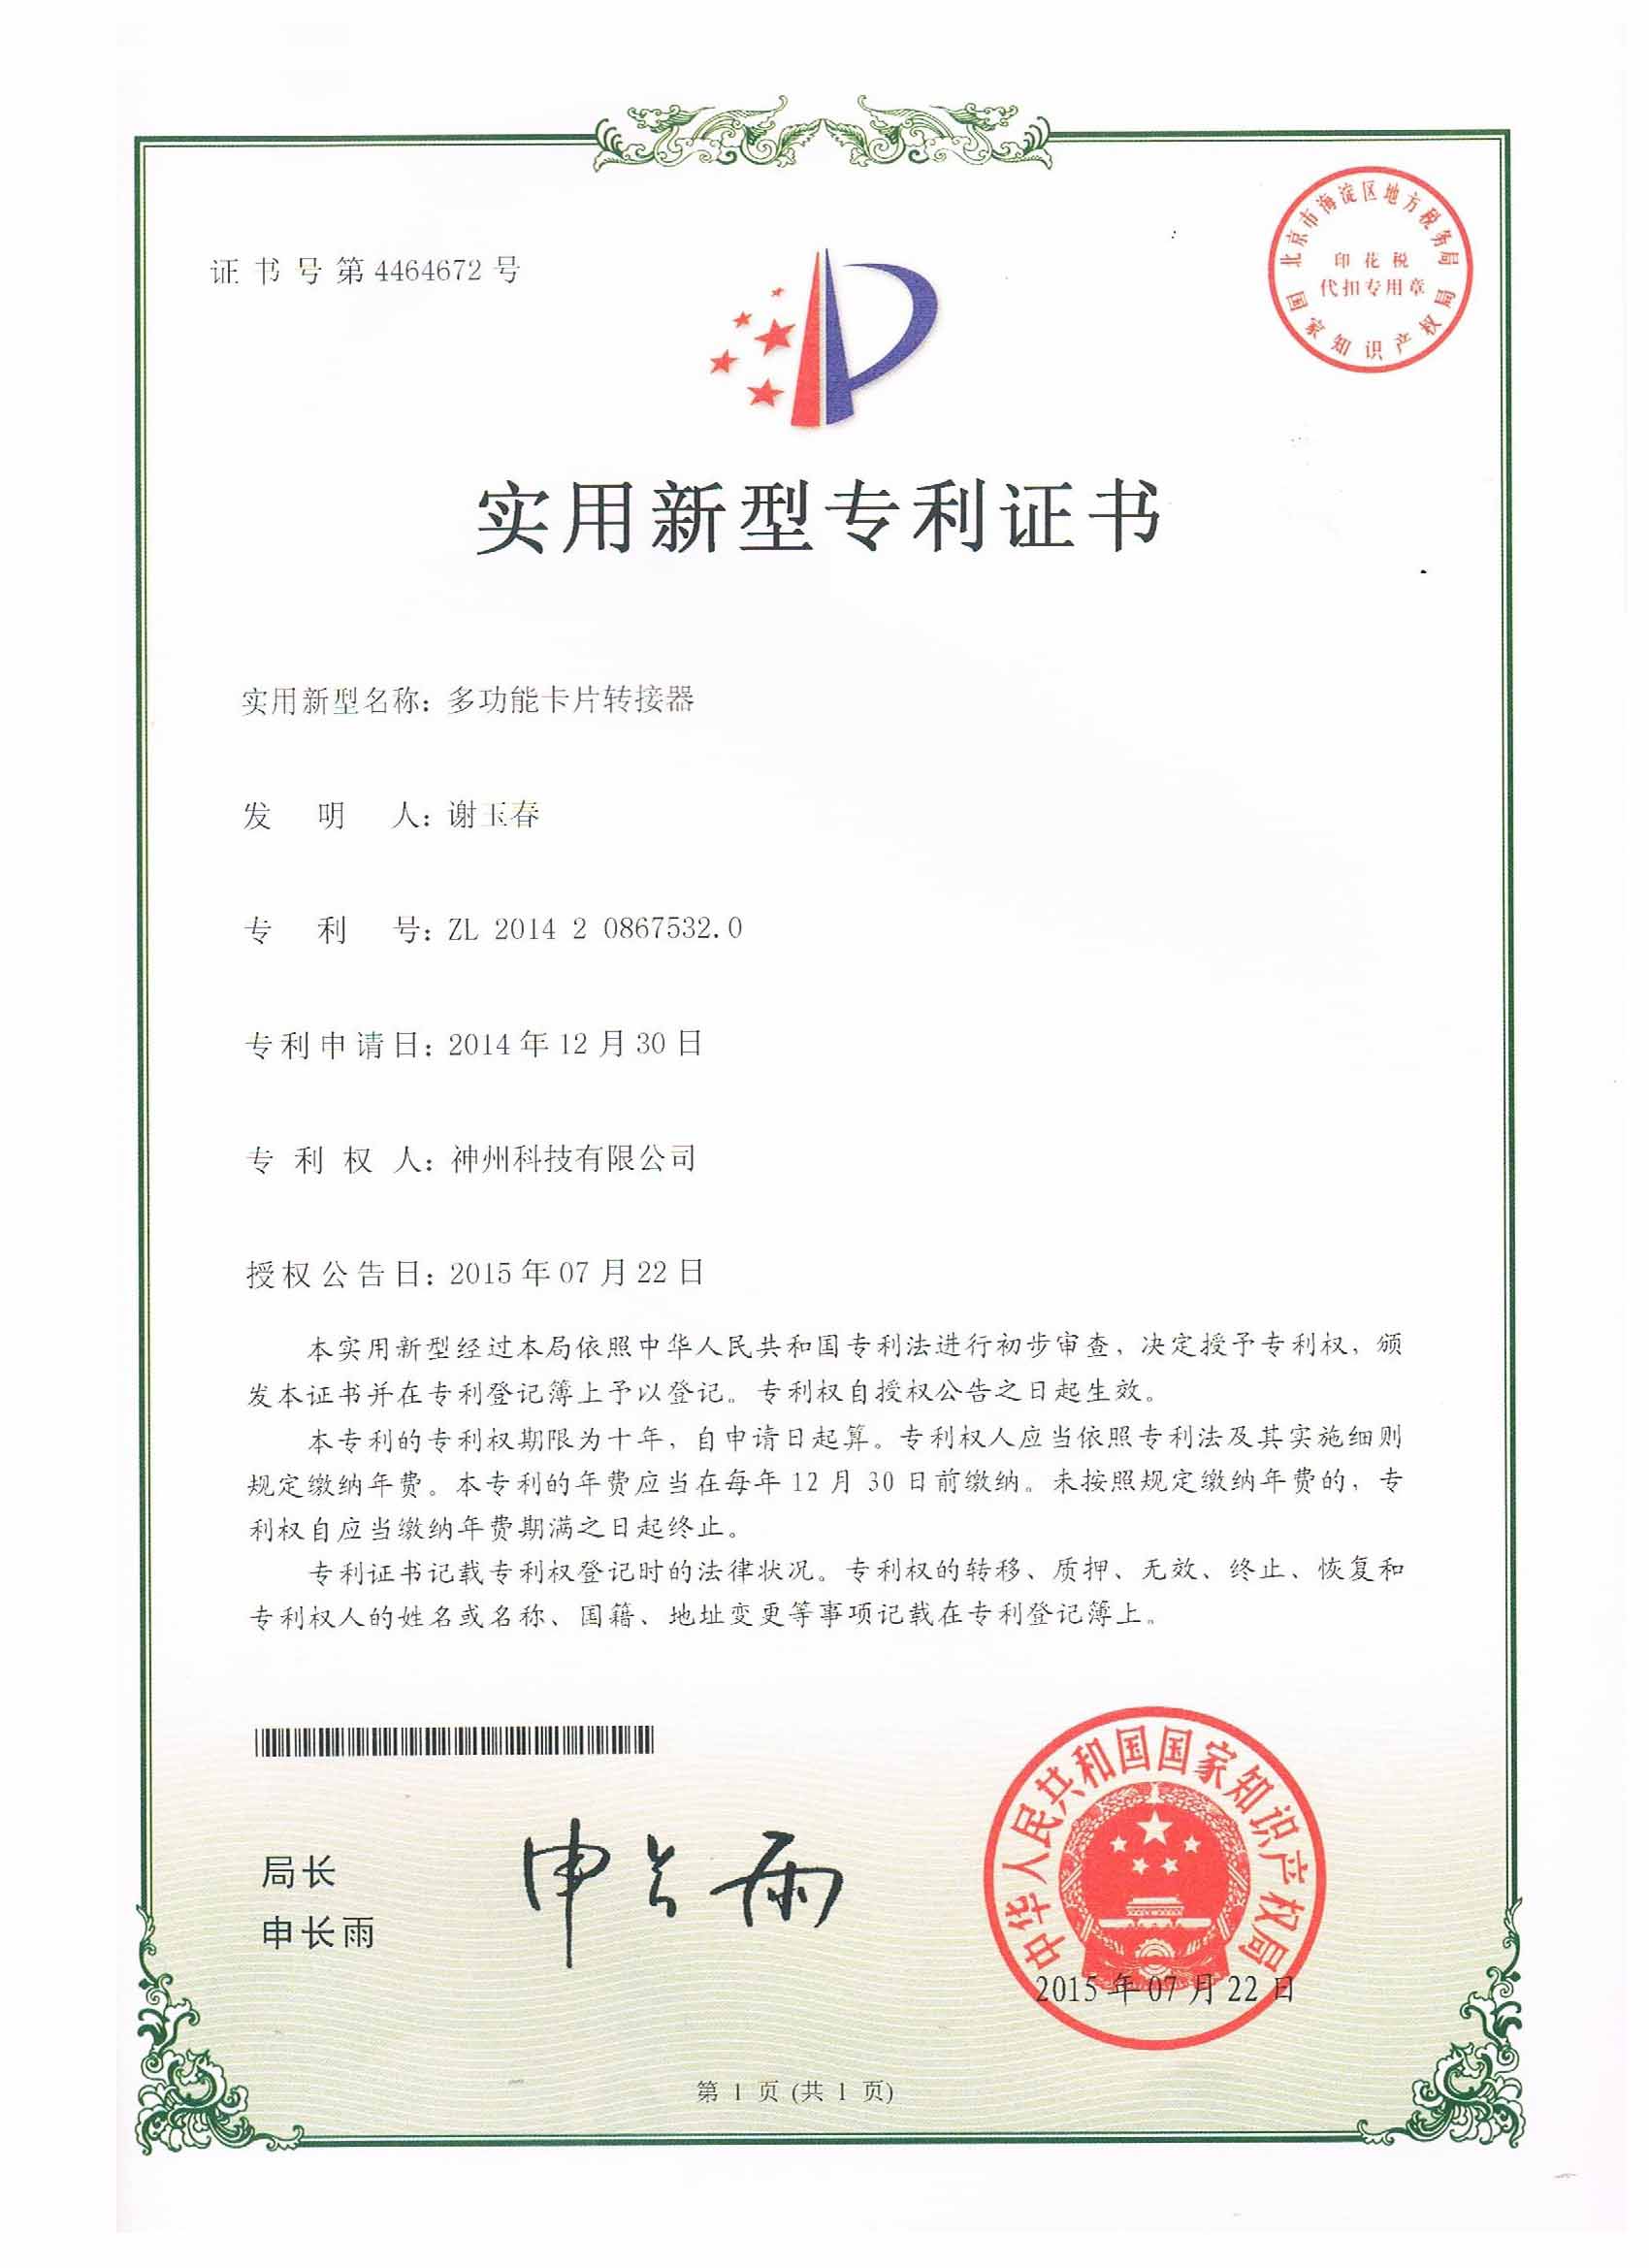 证书号第4464672号
北京市海淀区地方税务局
印花税
代扣专用章
国家知识产权局
实用新型专利证书
实用新型名称：多功能卡片转接器
发明人：谢玉春
专利号：ZL 2014 2 0867532.0
专利申请日：2014年12月30日
专利权人：神州科技有限公司
授权公告日：2015年07月22日
本实用新型经过本局依照中华人民共和国专利法进行初步审查，决定授予专利权，颁
发本证书并在专利登记簿上予以登记。专利权自授权公告之日起生效。
本专利的专利权期限为十年，自申请日起算。专利权人应当依照专利法及其实施细则
规定缴纳年费。本专利的年费应当在每年12月30日前缴纳。未按照规定缴纳年费的，专
利权自应当缴纳年费期满之日起终止。
专利证书记载专利权登记时的法律状况。专利权的转移、质押、无效、终止、恢复和
专利权人的姓名或名称、国籍、地址变更等事项记载在专利登记簿上。
局长
申长雨
申长雨
中华人民共和国国家知识产权局
2015年07月22日
第1页(共1页)